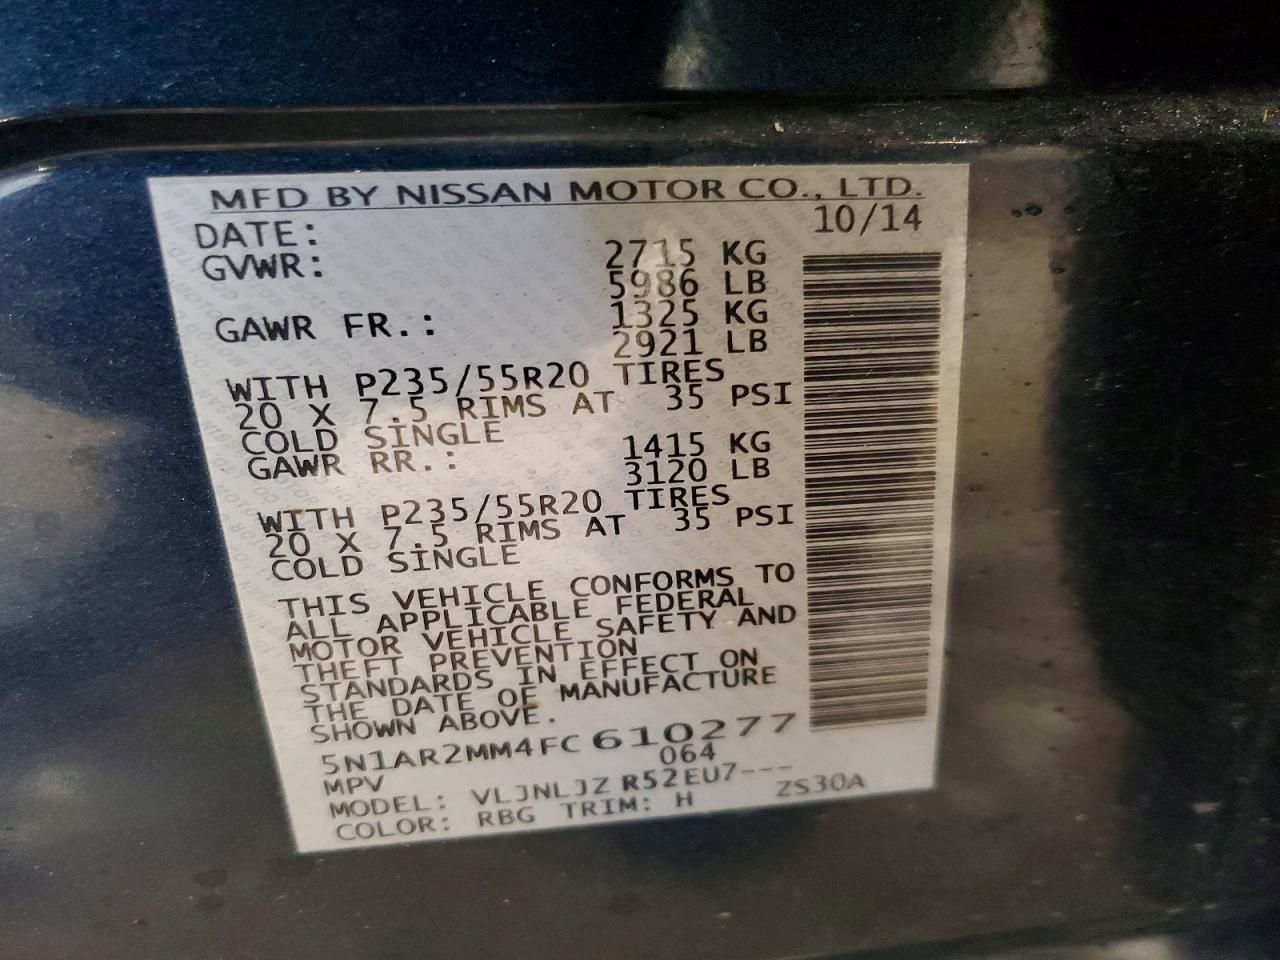 MFD BY NISSAN MOTOR CO., LTD.
DATE: 10/14
GVWR: 2715 KG
5986 LB
GAWR FR.: 1325 KG
2921 LB
WITH P235/55R20 TIRES
20 X 7.5 RIMS AT 35 PSI
COLD SINGLE
GAWR RR.: 1415 KG
3120 LB
WITH P235/55R20 TIRES
20 X 7.5 RIMS AT 35 PSI
COLD SINGLE
THIS VEHICLE CONFORMS TO
ALL APPLICABLE FEDERAL
MOTOR VEHICLE SAFETY AND
THEFT PREVENTION
STANDARDS IN EFFECT ON
THE DATE OF MANUFACTURE
SHOWN ABOVE.
5N1AR2MM4FC610277
MPV 064
MODEL: VLJNLJZ R52EU7---
COLOR: RBG TRIM: H ZS30A